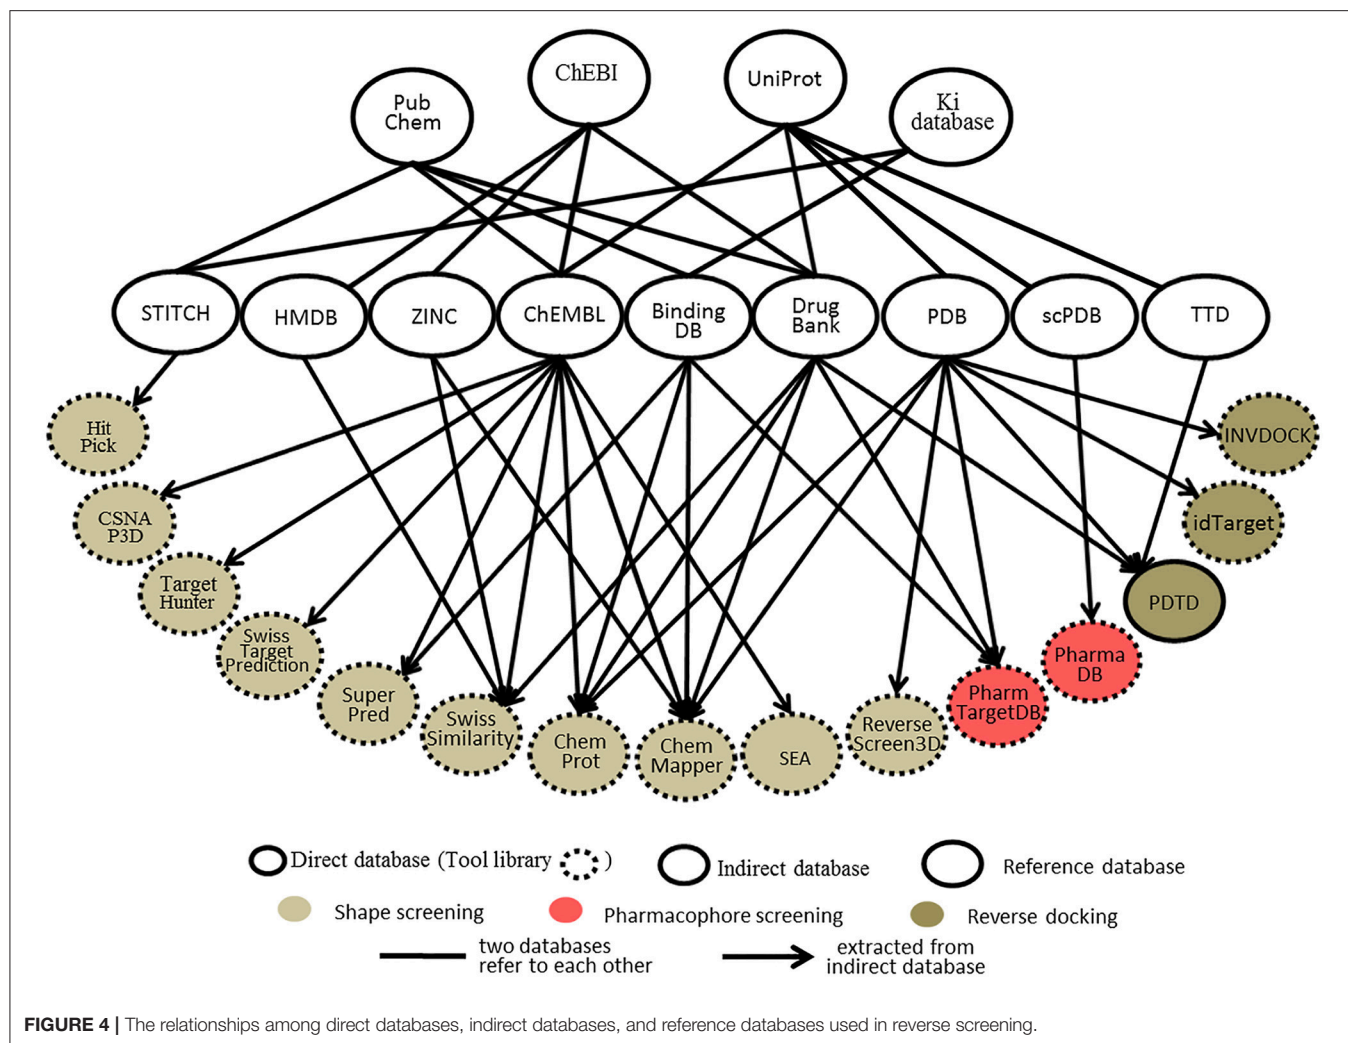 Pub
Chem
ChEBI
UniProt
Ki
database
STITCH
HMDB
ZINC
ChEMBL
Binding
DB
Drug
Bank
PDB
scPDB
TTD
Hit
Pick
CSNA
P3D
Target
Hunter
Swiss
Target
Prediction
Super
Pred
Swiss
Similarity
Chem
Prot
Chem
Mapper
SEA
Reverse
Screen3D
Pharm
TargetDB
Pharma
DB
PDTD
idTarget
INVDOCK
Direct database (Tool library )
Indirect database
Reference database
Shape screening
Pharmacophore screening
Reverse docking
two databases
refer to each other
extracted from
indirect database
FIGURE 4 | The relationships among direct databases, indirect databases, and reference databases used in reverse screening.